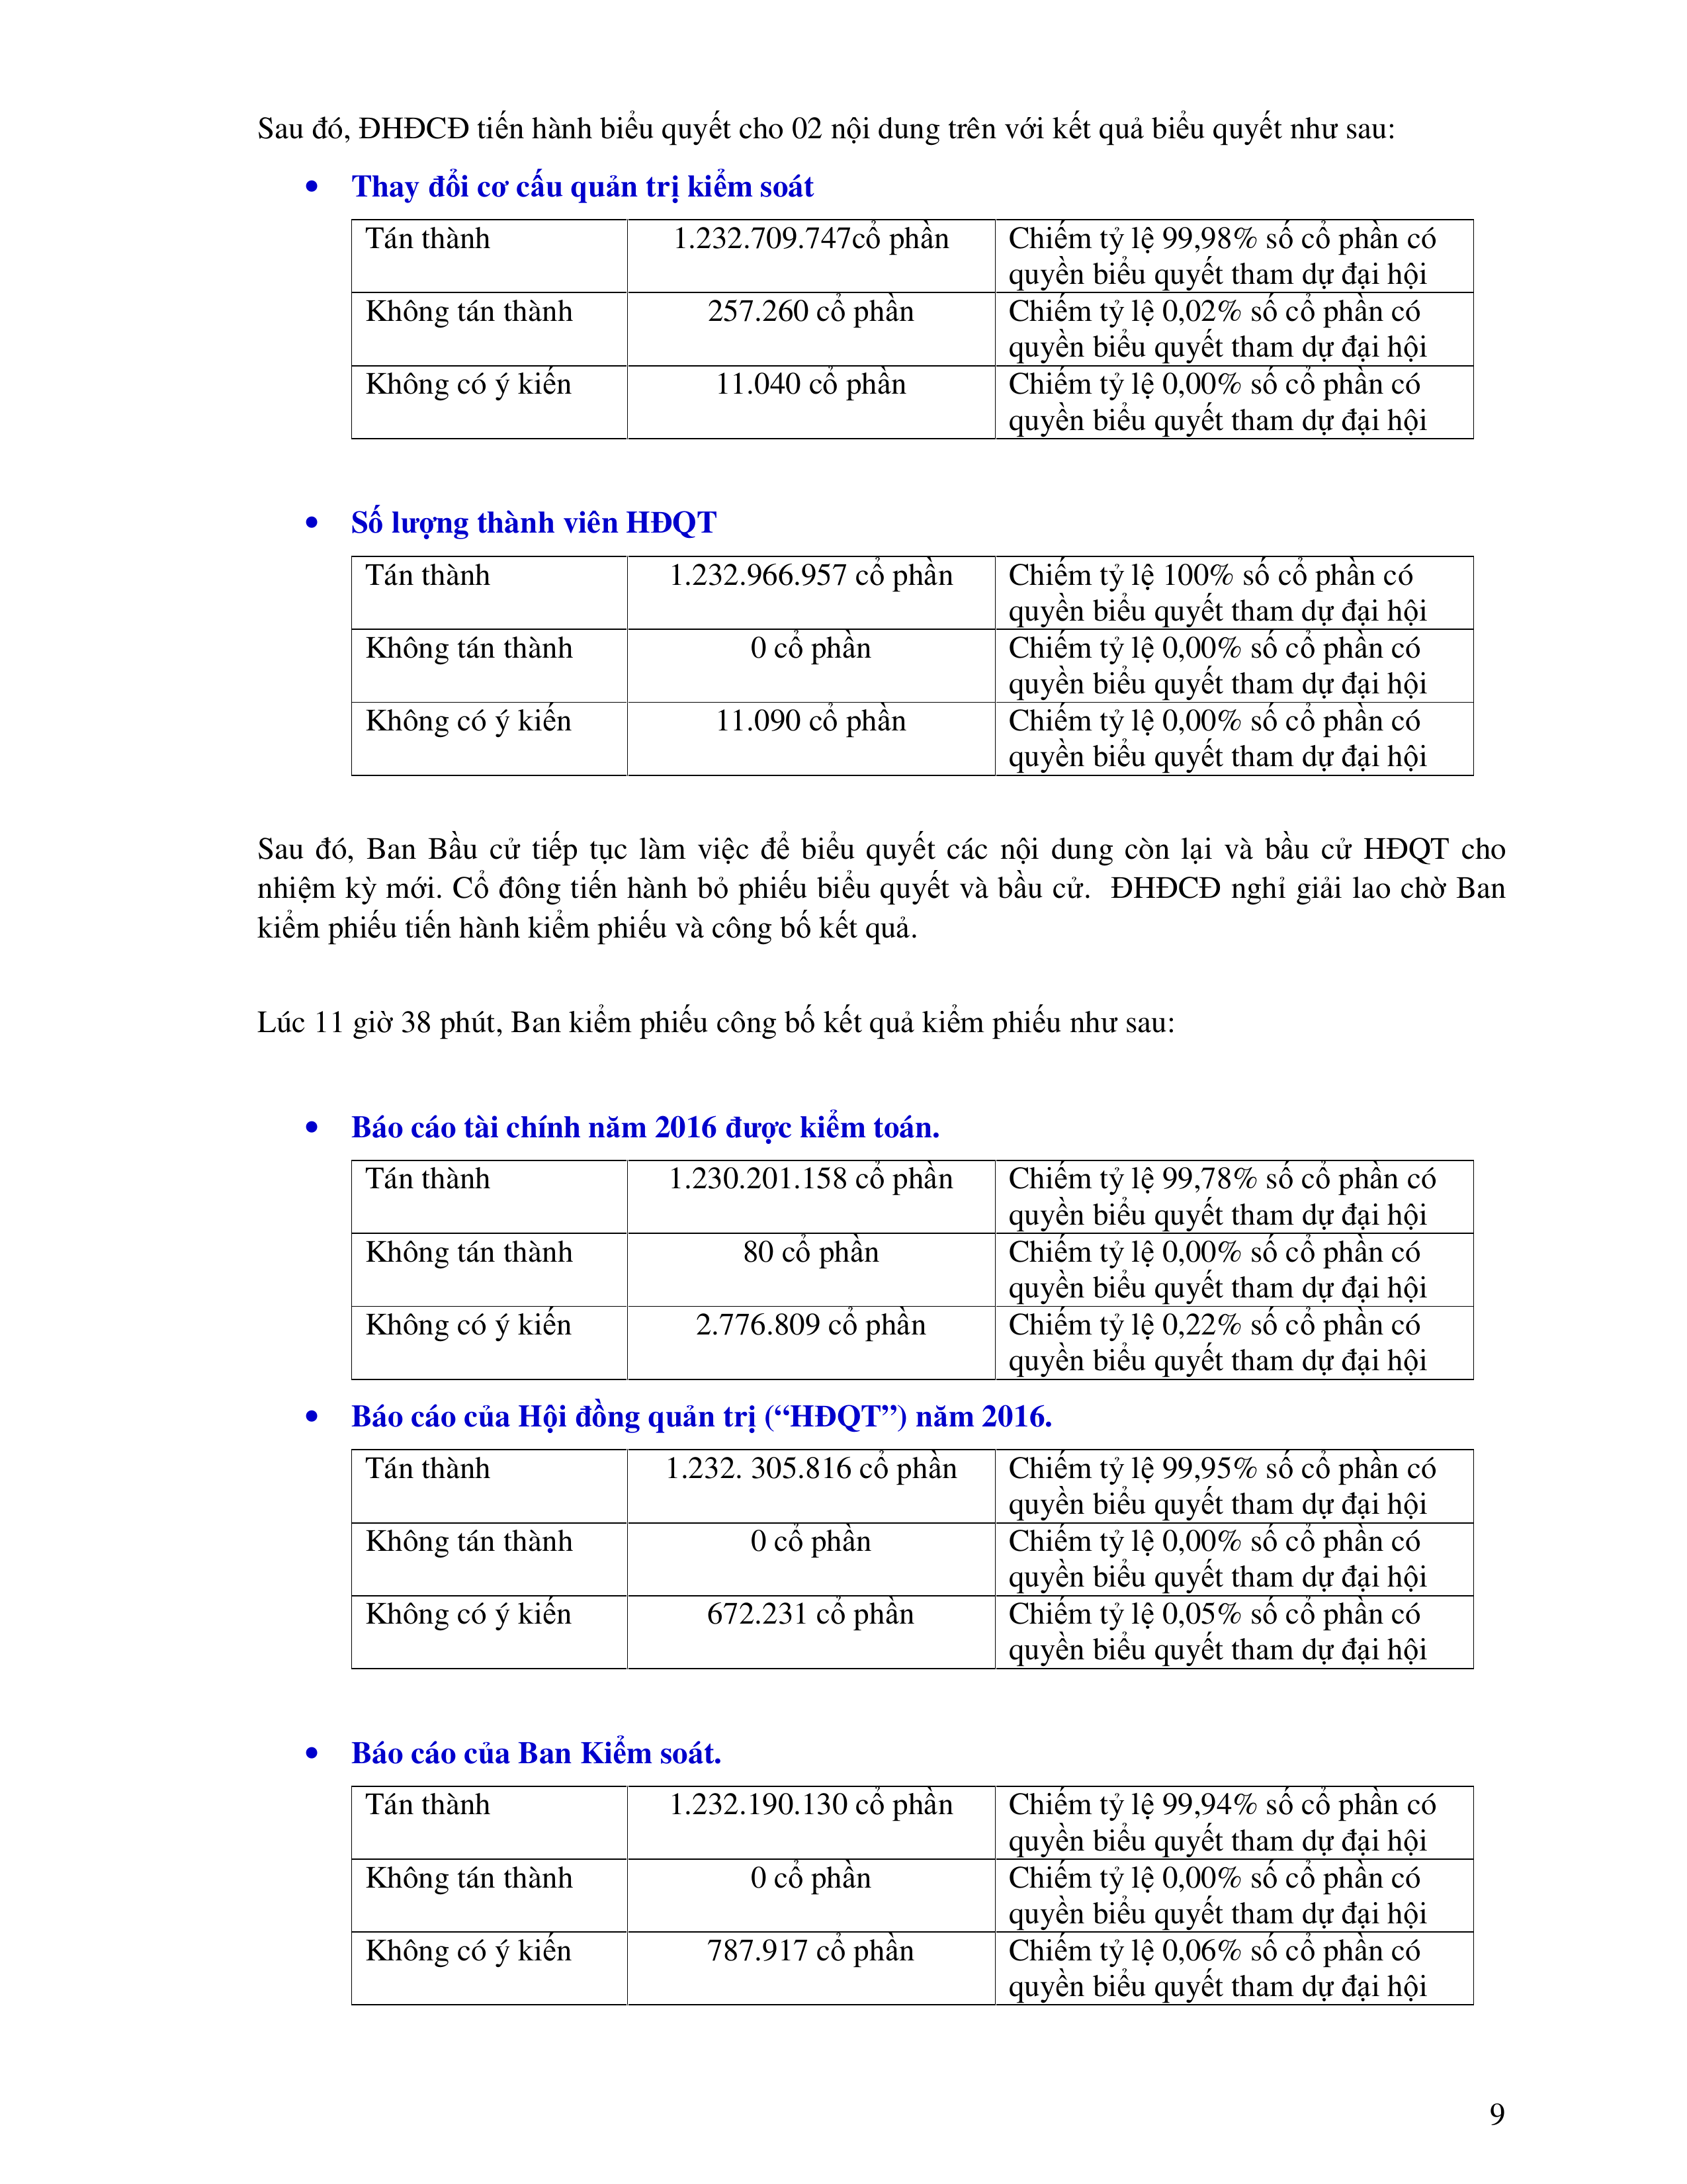 Sau đó, ĐHĐCĐ tiến hành biểu quyết cho 02 nội dung trên với kết quả biểu quyết như sau:
• Thay đổi cơ cấu quản trị kiểm soát
Tán thành 1.232.709.747cổ phần Chiếm tỷ lệ 99,98% số cổ phần có
quyền biểu quyết tham dự đại hội
Không tán thành 257.260 cổ phần Chiếm tỷ lệ 0,02% số cổ phần có
quyền biểu quyết tham dự đại hội
Không có ý kiến 11.040 cổ phần Chiếm tỷ lệ 0,00% số cổ phần có
quyền biểu quyết tham dự đại hội
• Số lượng thành viên HĐQT
Tán thành 1.232.966.957 cổ phần Chiếm tỷ lệ 100% số cổ phần có
quyền biểu quyết tham dự đại hội
Không tán thành 0 cổ phần Chiếm tỷ lệ 0,00% số cổ phần có
quyền biểu quyết tham dự đại hội
Không có ý kiến 11.090 cổ phần Chiếm tỷ lệ 0,00% số cổ phần có
quyền biểu quyết tham dự đại hội
Sau đó, Ban Bầu cử tiếp tục làm việc để biểu quyết các nội dung còn lại và bầu cử HĐQT cho
nhiệm kỳ mới. Cổ đông tiến hành bỏ phiếu biểu quyết và bầu cử. ĐHĐCĐ nghỉ giải lao chờ Ban
kiểm phiếu tiến hành kiểm phiếu và công bố kết quả.
Lúc 11 giờ 38 phút, Ban kiểm phiếu công bố kết quả kiểm phiếu như sau:
• Báo cáo tài chính năm 2016 được kiểm toán.
Tán thành 1.230.201.158 cổ phần Chiếm tỷ lệ 99,78% số cổ phần có
quyền biểu quyết tham dự đại hội
Không tán thành 80 cổ phần Chiếm tỷ lệ 0,00% số cổ phần có
quyền biểu quyết tham dự đại hội
Không có ý kiến 2.776.809 cổ phần Chiếm tỷ lệ 0,22% số cổ phần có
quyền biểu quyết tham dự đại hội
• Báo cáo của Hội đồng quản trị (“HĐQT”) năm 2016.
Tán thành 1.232. 305.816 cổ phần Chiếm tỷ lệ 99,95% số cổ phần có
quyền biểu quyết tham dự đại hội
Không tán thành 0 cổ phần Chiếm tỷ lệ 0,00% số cổ phần có
quyền biểu quyết tham dự đại hội
Không có ý kiến 672.231 cổ phần Chiếm tỷ lệ 0,05% số cổ phần có
quyền biểu quyết tham dự đại hội
• Báo cáo của Ban Kiểm soát.
Tán thành 1.232.190.130 cổ phần Chiếm tỷ lệ 99,94% số cổ phần có
quyền biểu quyết tham dự đại hội
Không tán thành 0 cổ phần Chiếm tỷ lệ 0,00% số cổ phần có
quyền biểu quyết tham dự đại hội
Không có ý kiến 787.917 cổ phần Chiếm tỷ lệ 0,06% số cổ phần có
quyền biểu quyết tham dự đại hội
9